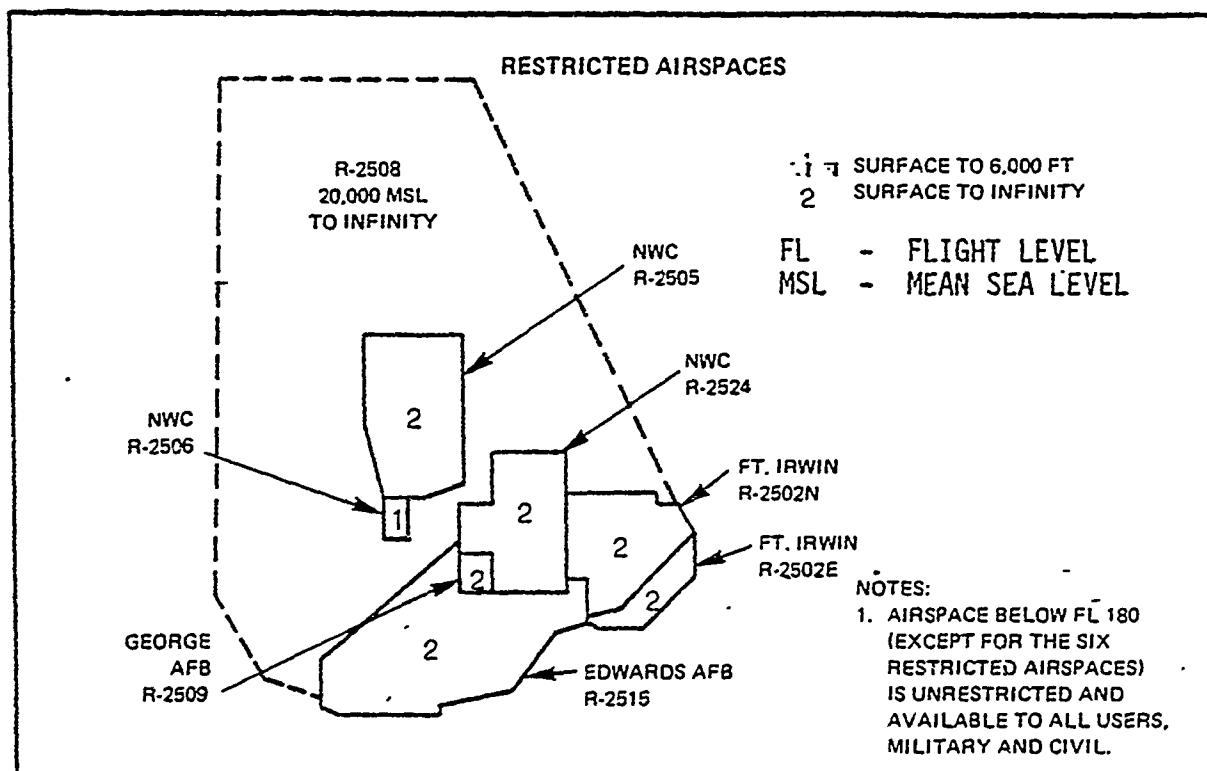 RESTRICTED AIRSPACES
R-2508
20,000 MSL
TO INFINITY
1 SURFACE TO 6,000 FT
2 SURFACE TO INFINITY
FL - FLIGHT LEVEL
MSL - MEAN SEA LEVEL
NWC
R-2505
NWC
R-2524
NWC
R-2506
FT. IRWIN
R-2502N
FT. IRWIN
R-2502E
GEORGE
AFB
R-2509
EDWARDS AFB
R-2515
2
1
2
2
2
2
2
NOTES:
1. AIRSPACE BELOW FL 180
(EXCEPT FOR THE SIX
RESTRICTED AIRSPACES)
IS UNRESTRICTED AND
AVAILABLE TO ALL USERS,
MILITARY AND CIVIL.